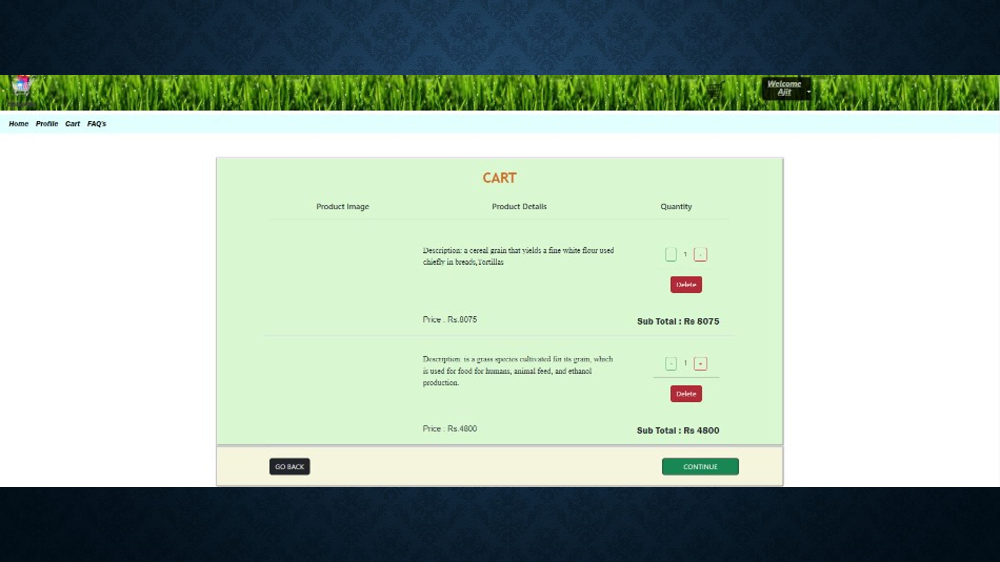 Welcome
Ajit
Home Profile Cart FAQ's
CART
Product Image Product Details Quantity
Description: a cereal grain that yields a fine white flour used
chiefly in breads,Tortillas
1
Delete
Price : Rs.8075
Sub Total : Rs 8075
Description: is a grass species cultivated for its grain, which
is used for food for humans, animal feed, and ethanol
production.
- 1 +
Delete
Price : Rs.4800
Sub Total : Rs 4800
GO BACK
CONTINUE